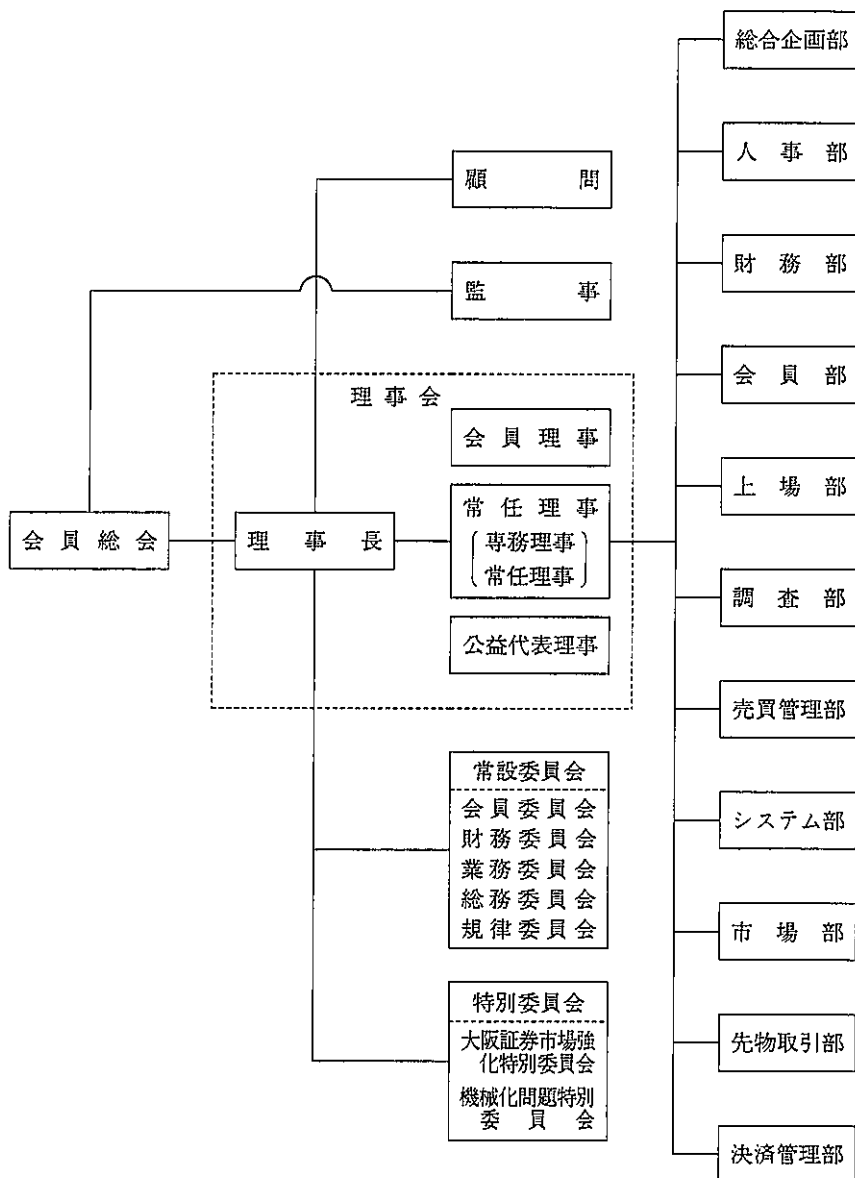 会員総会
顧問
監事
理事会
理事長
会員理事
常任理事
専務理事
常任理事
公益代表理事
常設委員会
会員委員会
財務委員会
業務委員会
総務委員会
規律委員会
特別委員会
大阪証券市場強
化特別委員会
機械化問題特別
委員会
総合企画部
人事部
財務部
会員部
上場部
調査部
売買管理部
システム部
市場部
先物取引部
決済管理部